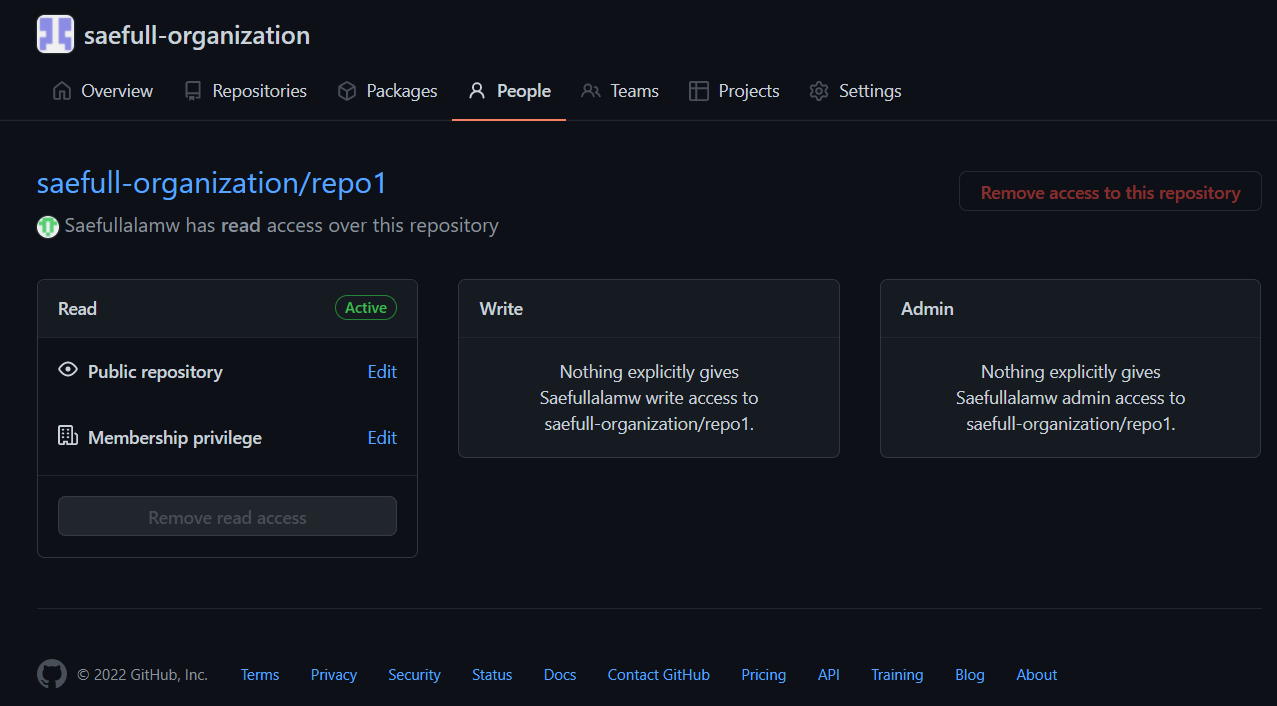 saefull-organization
Overview Repositories Packages People Teams Projects Settings
saefull-organization/repo1
Remove access to this repository
Saefullalamw has read access over this repository
Read Active
Public repository Edit
Membership privilege Edit
Remove read access
Write
Nothing explicitly gives
Saefullalamw write access to
saefull-organization/repo1.
Admin
Nothing explicitly gives
Saefullalamw admin access to
saefull-organization/repo1.
© 2022 GitHub, Inc. Terms Privacy Security Status Docs Contact GitHub Pricing API Training Blog About